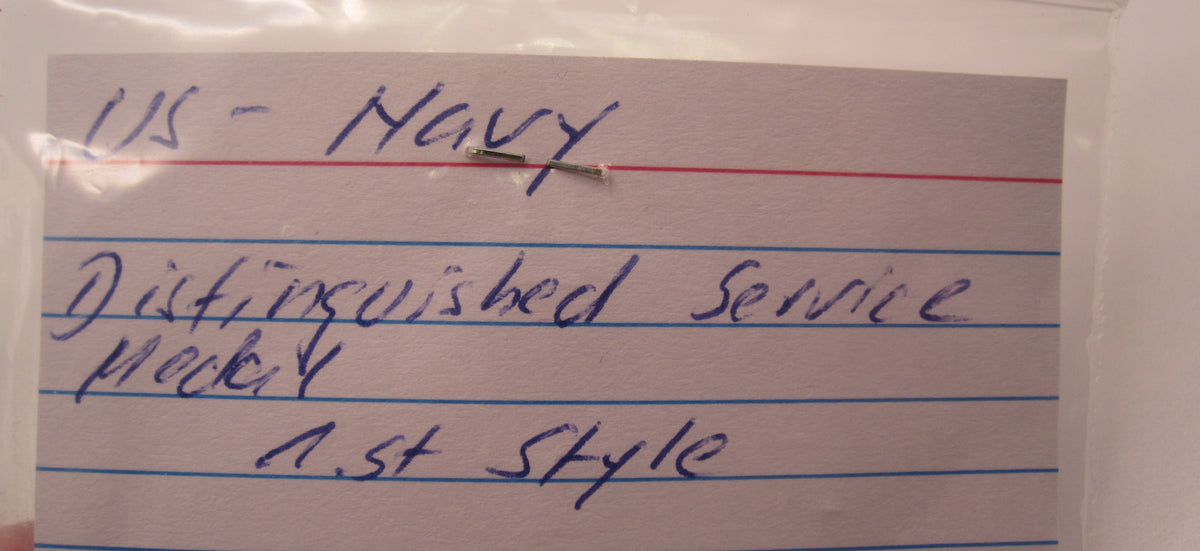 US - Navy
Distinguished Service
Medal
1.st Style